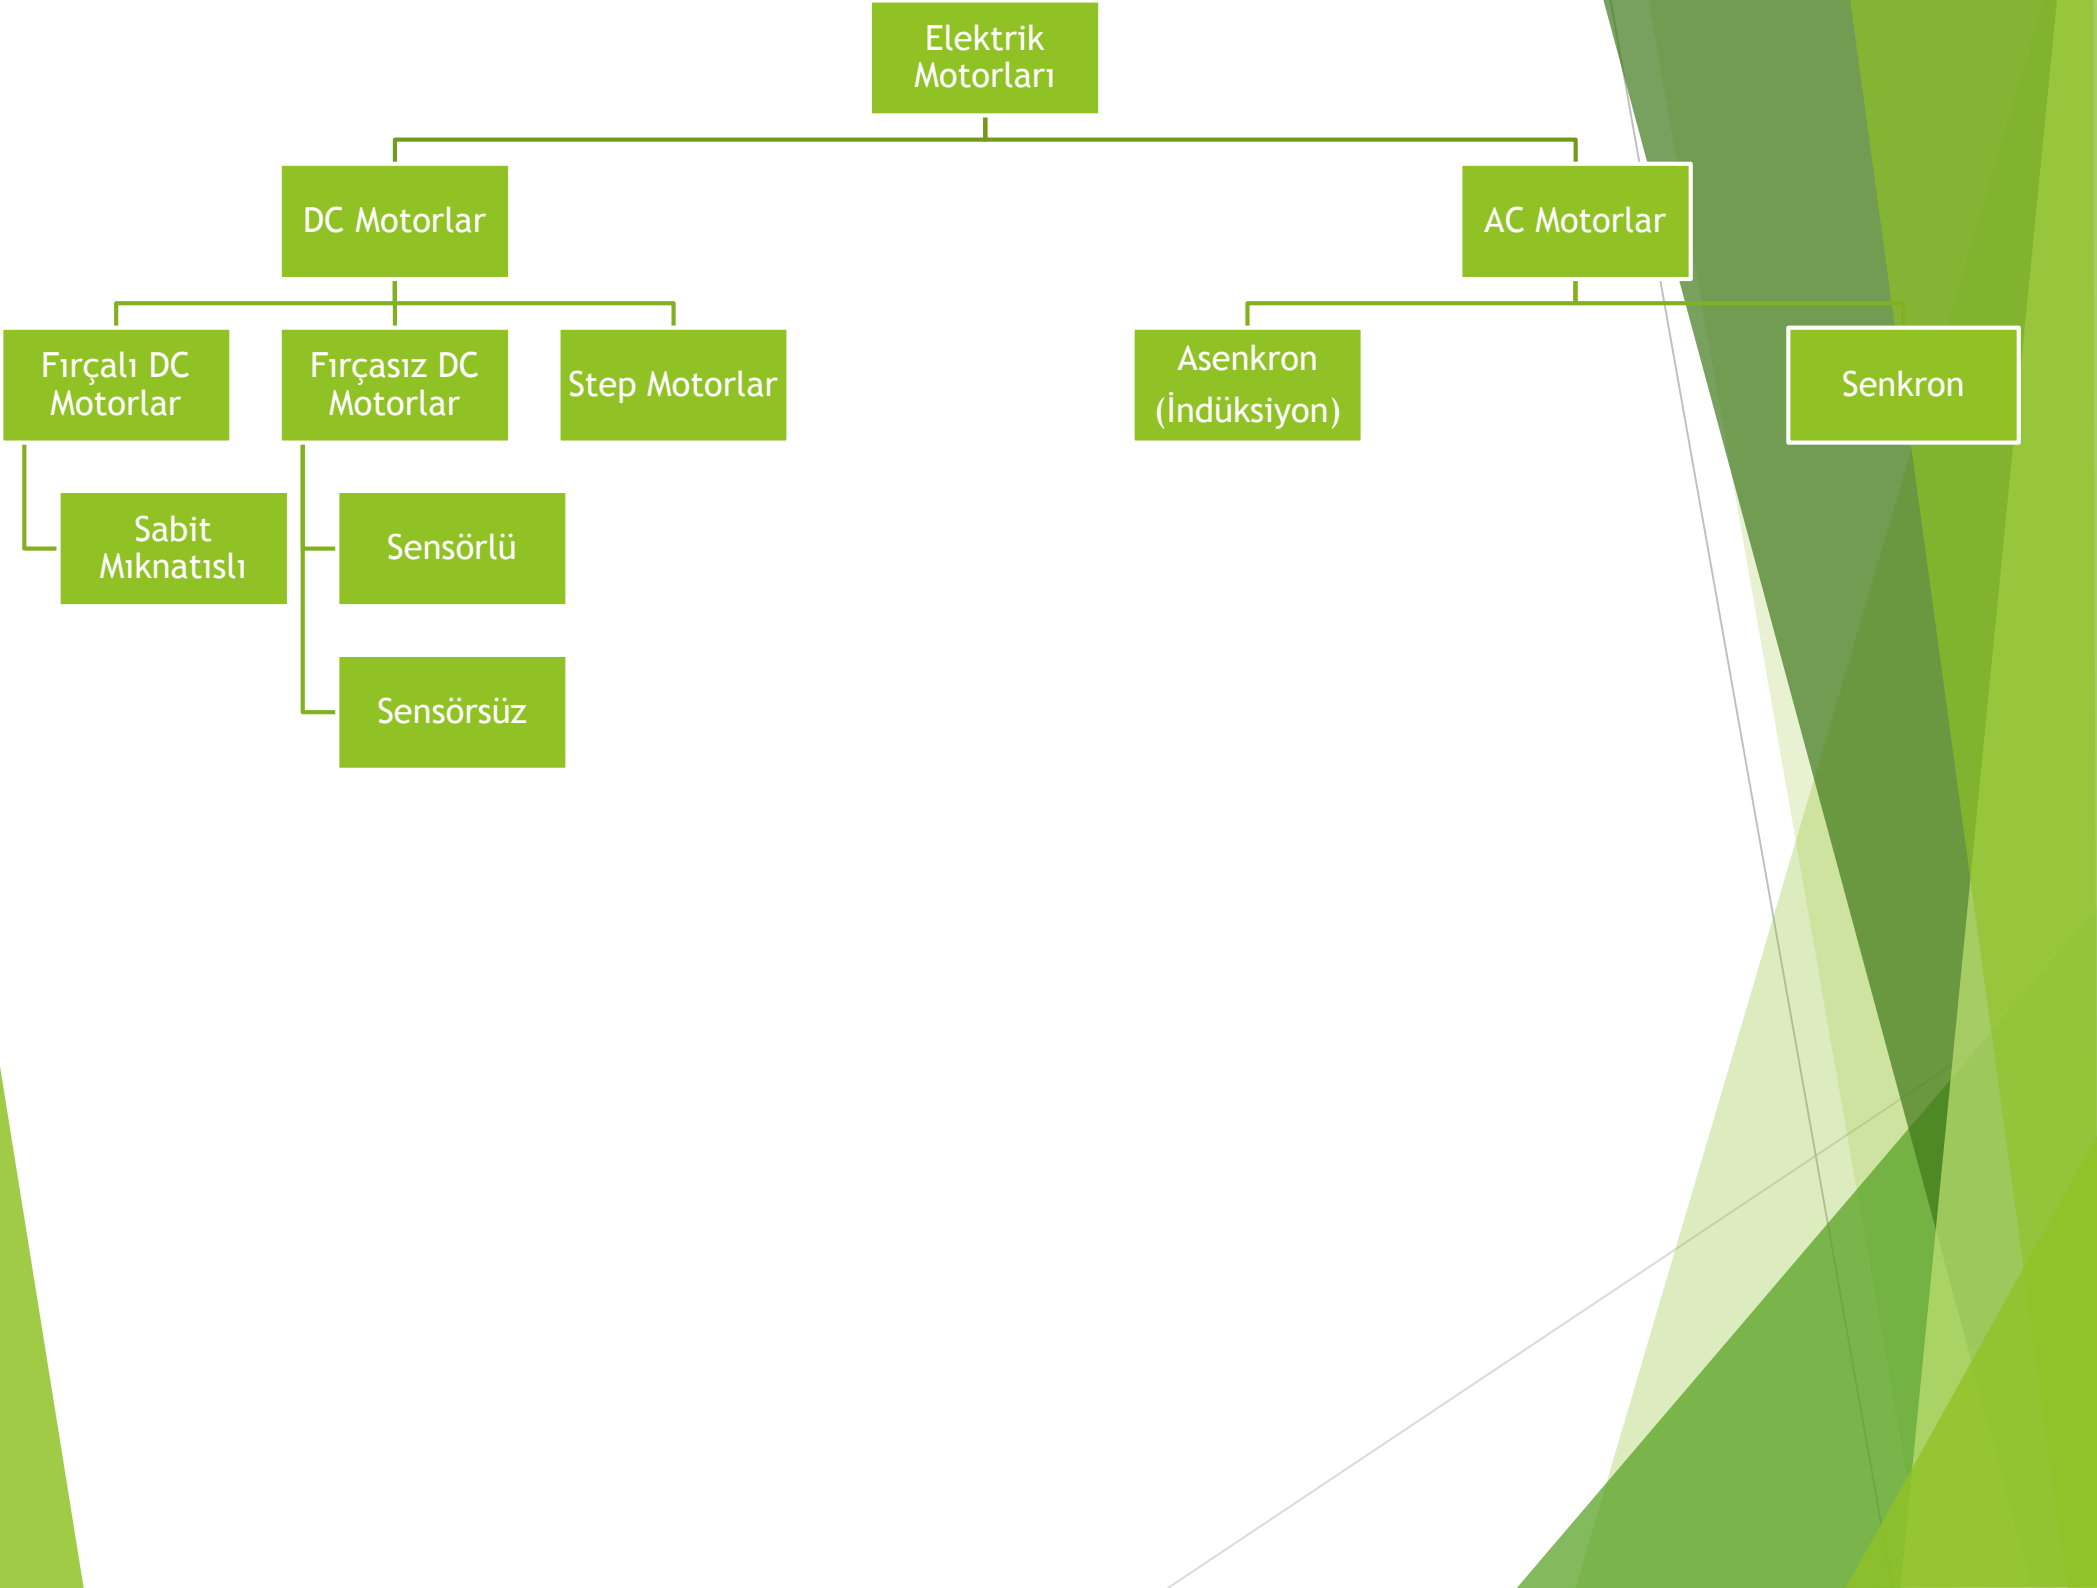 Elektrik
Motorları
DC Motorlar
AC Motorlar
Fırçalı DC
Motorlar
Fırçasız DC
Motorlar
Step Motorlar
Asenkron
(İndüksiyon)
Senkron
Sabit
Mıknatıslı
Sensörlü
Sensörsüz